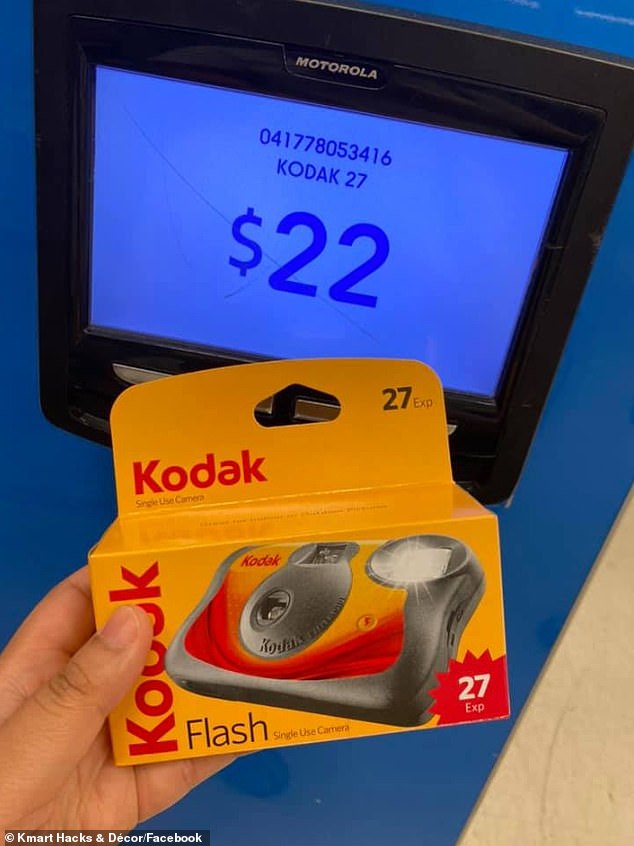 MOTOROLA
041778053416
KODAK 27
$22
27 Exp
Kodak
Single Use Camera
Kodak
Kodak
Kodak
Flash Single Use Camera
27
Exp
© Kmart Hacks & Décor/Facebook